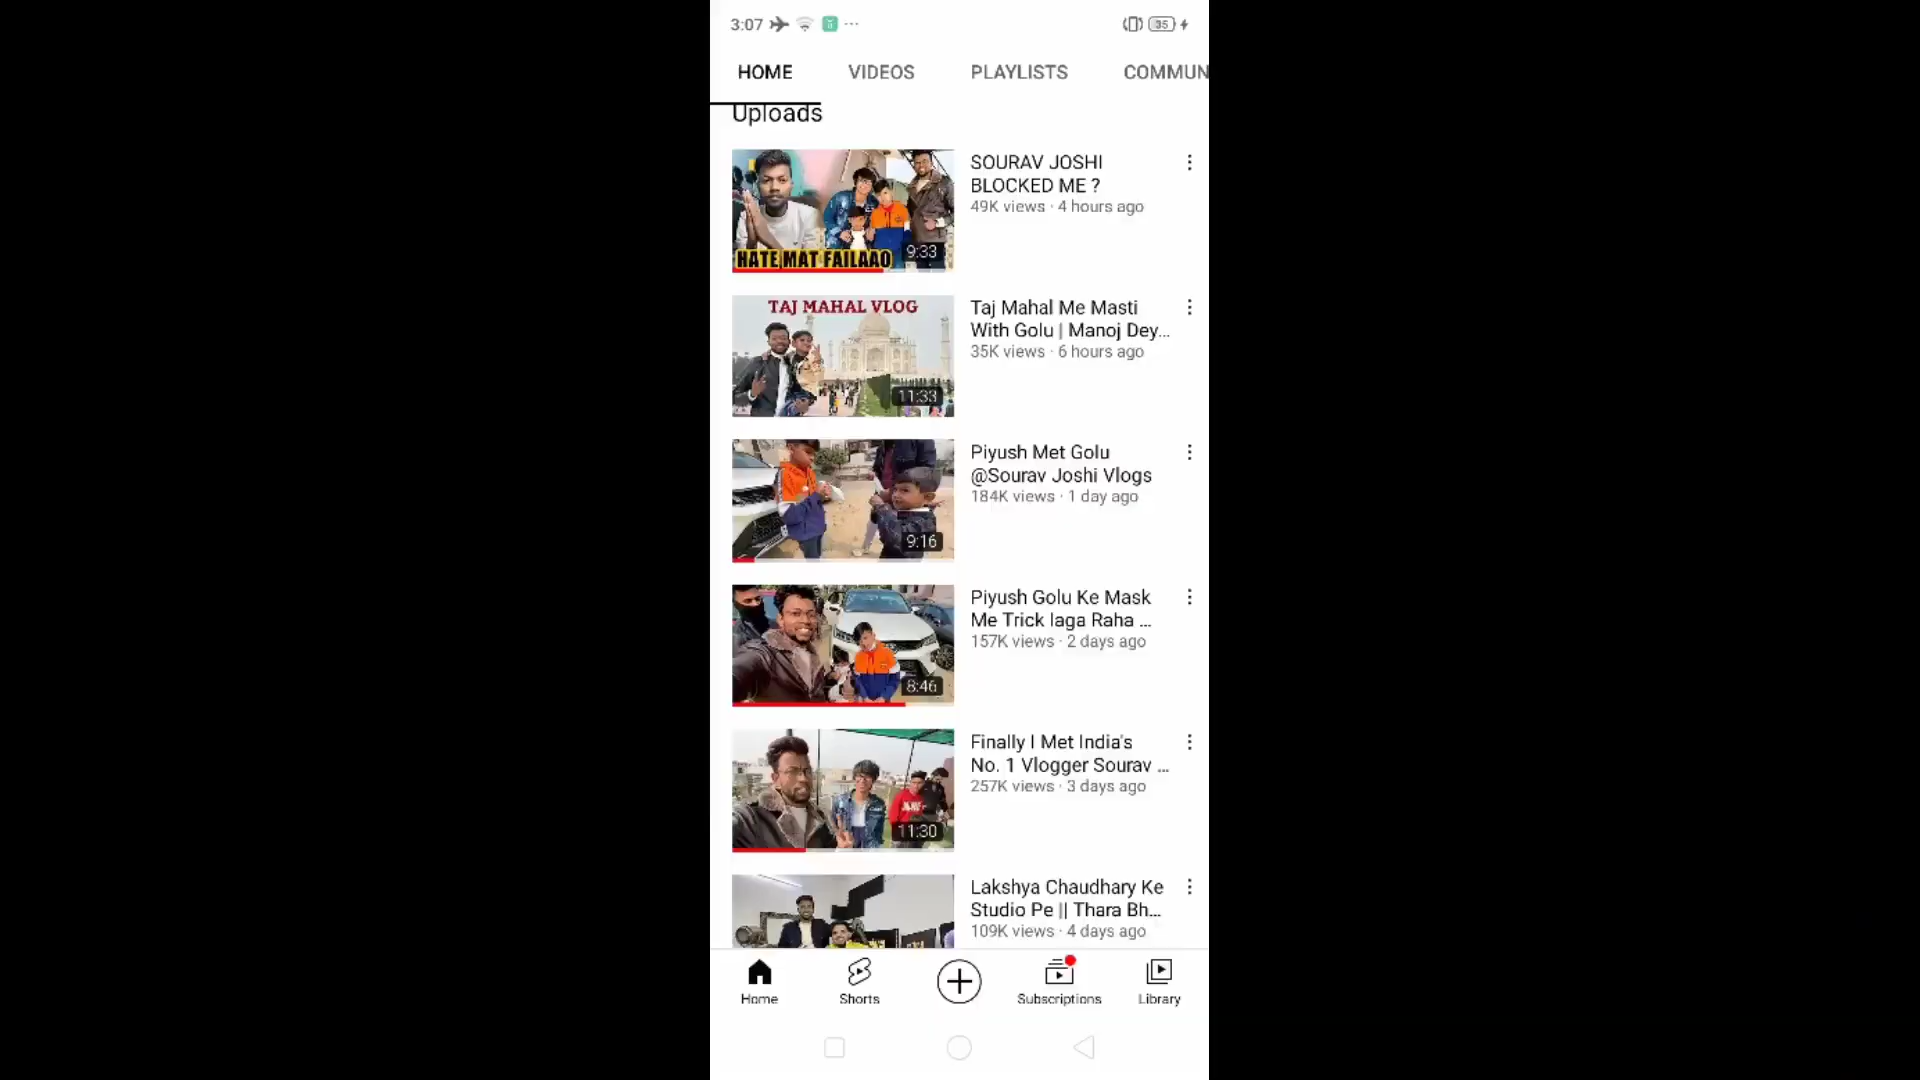 3:07
35
HOME
VIDEOS
PLAYLISTS
COMMUN
Uploads
HATE MAT FAILAAO
9:33
SOURAV JOSHI
BLOCKED ME ?
49K views · 4 hours ago
TAJ MAHAL VLOG
11:33
Taj Mahal Me Masti
With Golu | Manoj Dey...
35K views · 6 hours ago
9:16
Piyush Met Golu
@Sourav Joshi Vlogs
184K views · 1 day ago
8:46
Piyush Golu Ke Mask
Me Trick laga Raha ...
157K views · 2 days ago
11:30
Finally I Met India's
No. 1 Vlogger Sourav ...
257K views · 3 days ago
Lakshya Chaudhary Ke
Studio Pe || Thara Bh...
109K views · 4 days ago
Home
Shorts
Subscriptions
Library